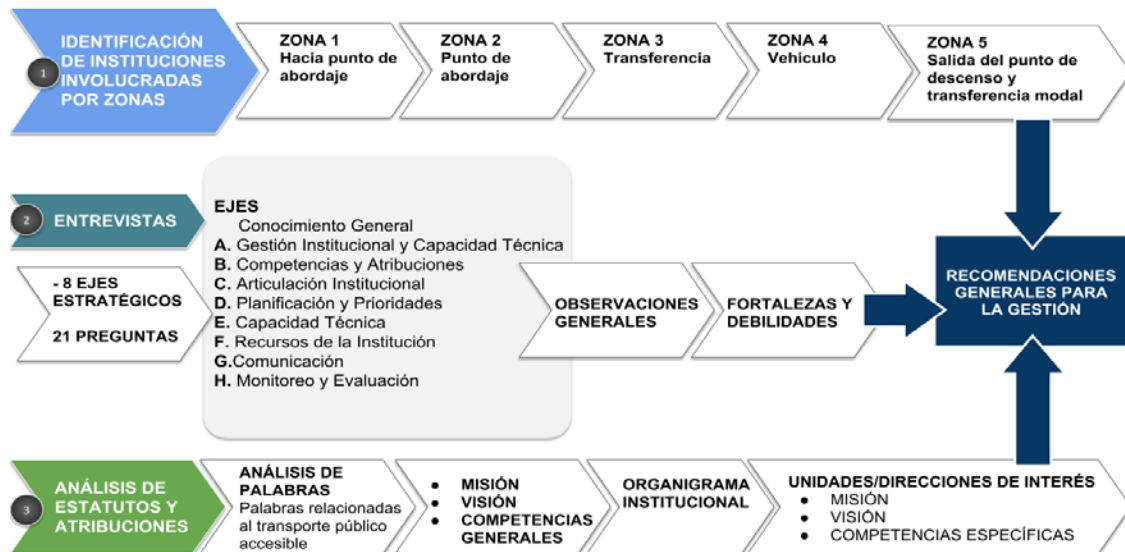 1
IDENTIFICACIÓN
DE INSTITUCIONES
INVOLUCRADAS
POR ZONAS
ZONA 1
Hacia punto de
abordaje
ZONA 2
Punto de
abordaje
ZONA 3
Transferencia
ZONA 4
Vehículo
ZONA 5
Salida del punto de
descenso y
transferencia modal
2
ENTREVISTAS
- 8 EJES
ESTRATÉGICOS
21 PREGUNTAS
EJES
Conocimiento General
A. Gestión Institucional y Capacidad Técnica
B. Competencias y Atribuciones
C. Articulación Institucional
D. Planificación y Prioridades
E. Capacidad Técnica
F. Recursos de la Institución
G.Comunicación
H. Monitoreo y Evaluación
OBSERVACIONES
GENERALES
FORTALEZAS Y
DEBILIDADES
RECOMENDACIONES
GENERALES PARA
LA GESTIÓN
3
ANÁLISIS DE
ESTATUTOS Y
ATRIBUCIONES
ANÁLISIS DE
PALABRAS
Palabras relacionadas
al transporte público
accesible
● MISIÓN
● VISIÓN
● COMPETENCIAS
GENERALES
ORGANIGRAMA
INSTITUCIONAL
UNIDADES/DIRECCIONES DE INTERÉS
● MISIÓN
● VISIÓN
● COMPETENCIAS ESPECÍFICAS